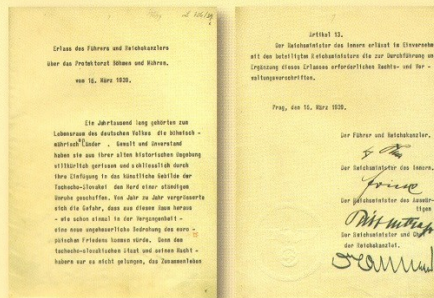 Erlass des Führers und Reichskanzlers
über das Protektorat Böhmen und Mähren.
vom 16. März 1939.
Ein Jahrtausend lang gehörten zum
Lebensraum des deutschen Volkes die böhmisch -
mährischen Länder . Gewalt und Unverstand
haben sie aus ihrer alten historischen Umgebung
willkürlich gerissen und schliesslich durch
ihre Einfügung in das künstliche Gebilde der
Tschecho-Slowakei den Herd einer ständigen
Unruhe geschaffen. Von Jahr zu Jahr vergrösserte
sich die Gefahr, dass aus diesem Raum heraus
- wie schon einmal in der Vergangenheit -
eine neue ungeheuerliche Bedrohung des euro -
päischen Friedens kommen würde. Denn dem
tschecho-slowakischen Staat und seinen Macht -
habern war es nicht gelungen, das Zusammenleben
Artikel 13.
Der Reichsminister des Innern erlässt im Einvernehm
mit den beteiligten Reichsministern die zur Durchführung un
Ergänzung dieses Erlasses erforderlichen Rechts- und Ver -
waltungsvorschriften.
Prag, den 16. März 1939.
Der Führer und Reichskanzler.
Der Reichsminister des Innern.
Frick
Der Reichsminister des Auswär-
tigen
Der Reichsminister und Chef
der Reichskanzlei.